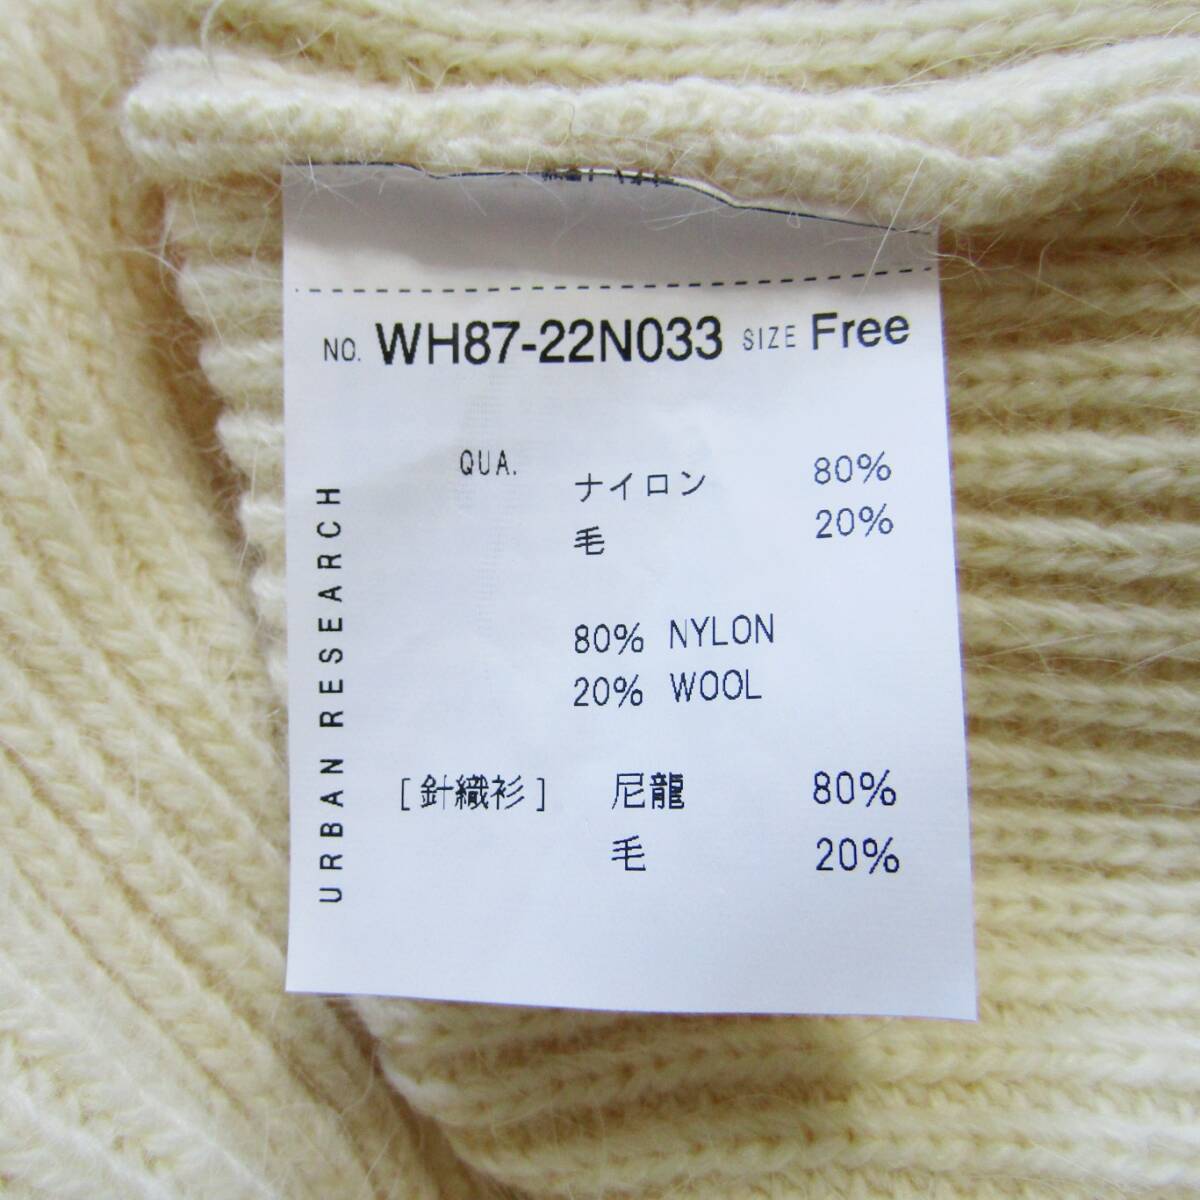 NO. WH87-22N033 SIZE Free
QUA. ナイロン 80%
毛 20%
80% NYLON
20% WOOL
[針織衫] 尼龍 80%
毛 20%
URBAN RESEARCH